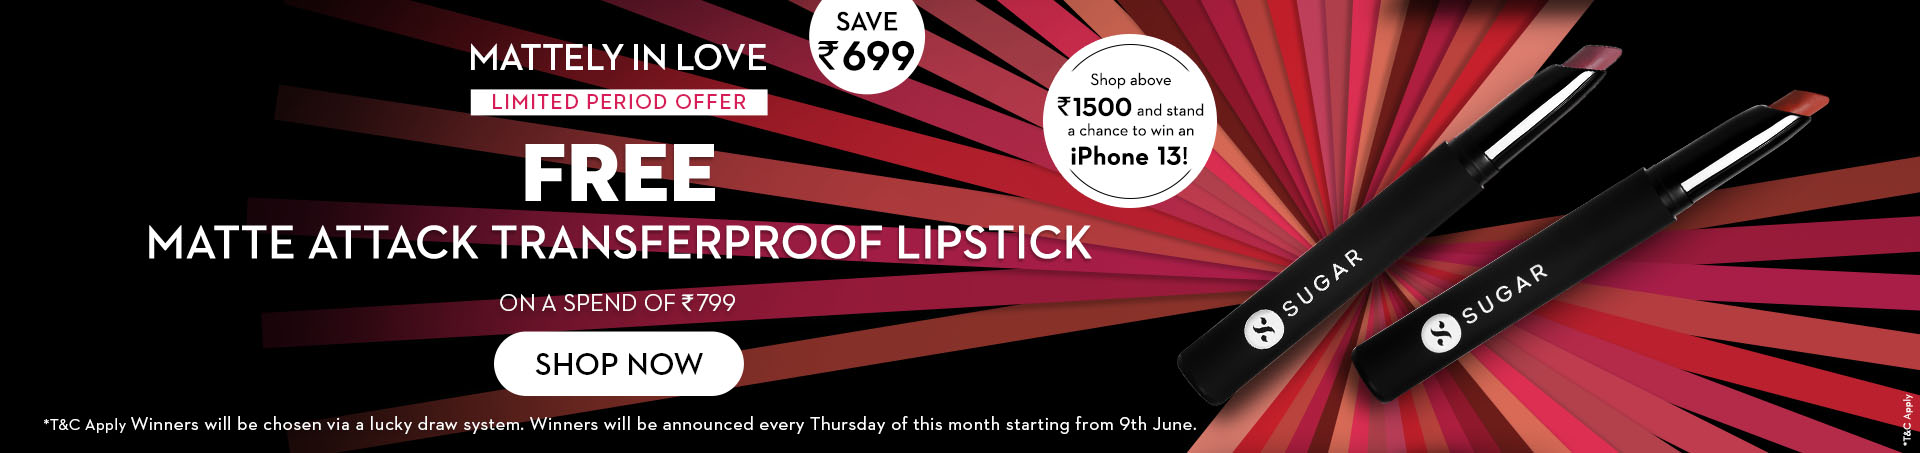 MATTELY IN LOVE
LIMITED PERIOD OFFER
FREE
MATTE ATTACK TRANSFERPROOF LIPSTICK
ON A SPEND OF ₹799
SHOP NOW
*T&C Apply Winners will be chosen via a lucky draw system. Winners will be announced every Thursday of this month starting from 9th June.
SAVE
₹699
Shop above
₹1500 and stand
a chance to win an
iPhone 13!
SUGAR
SUGAR
*T&C Apply